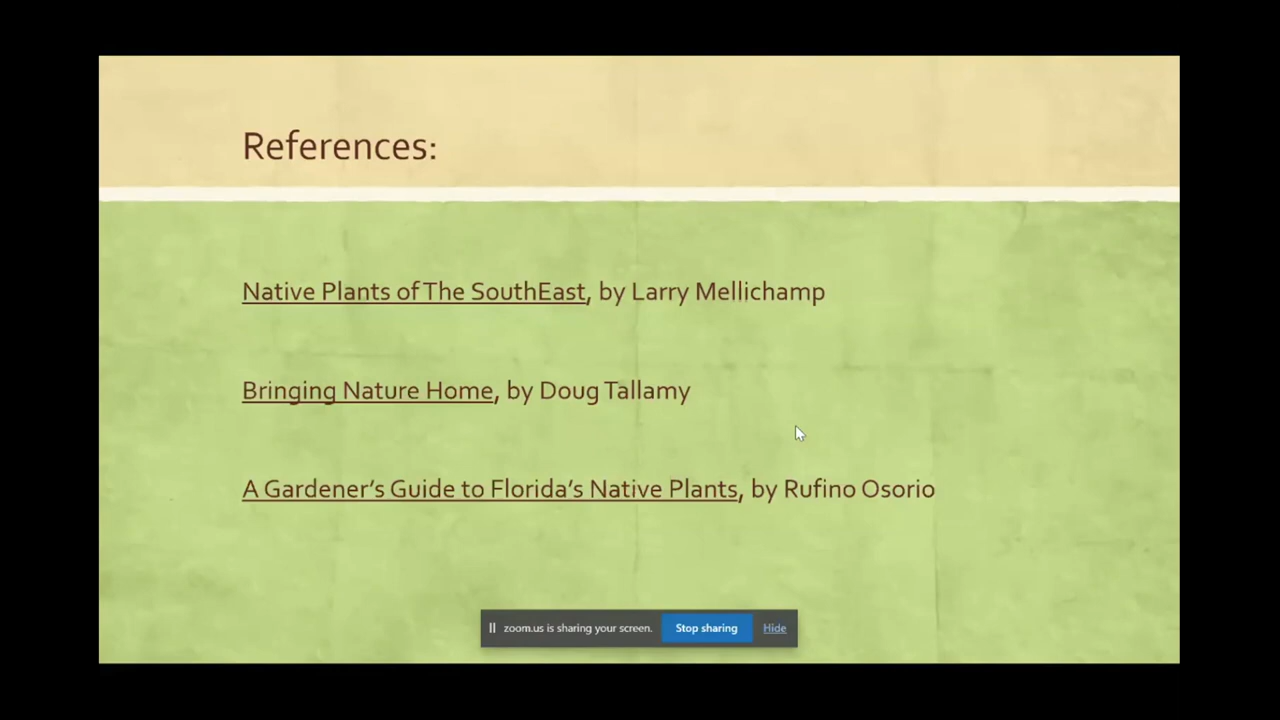 References:
Native Plants of The SouthEast, by Larry Mellichamp
Bringing Nature Home, by Doug Tallamy
A Gardener’s Guide to Florida’s Native Plants, by Rufino Osorio
zoom.us is sharing your screen. Stop sharing Hide